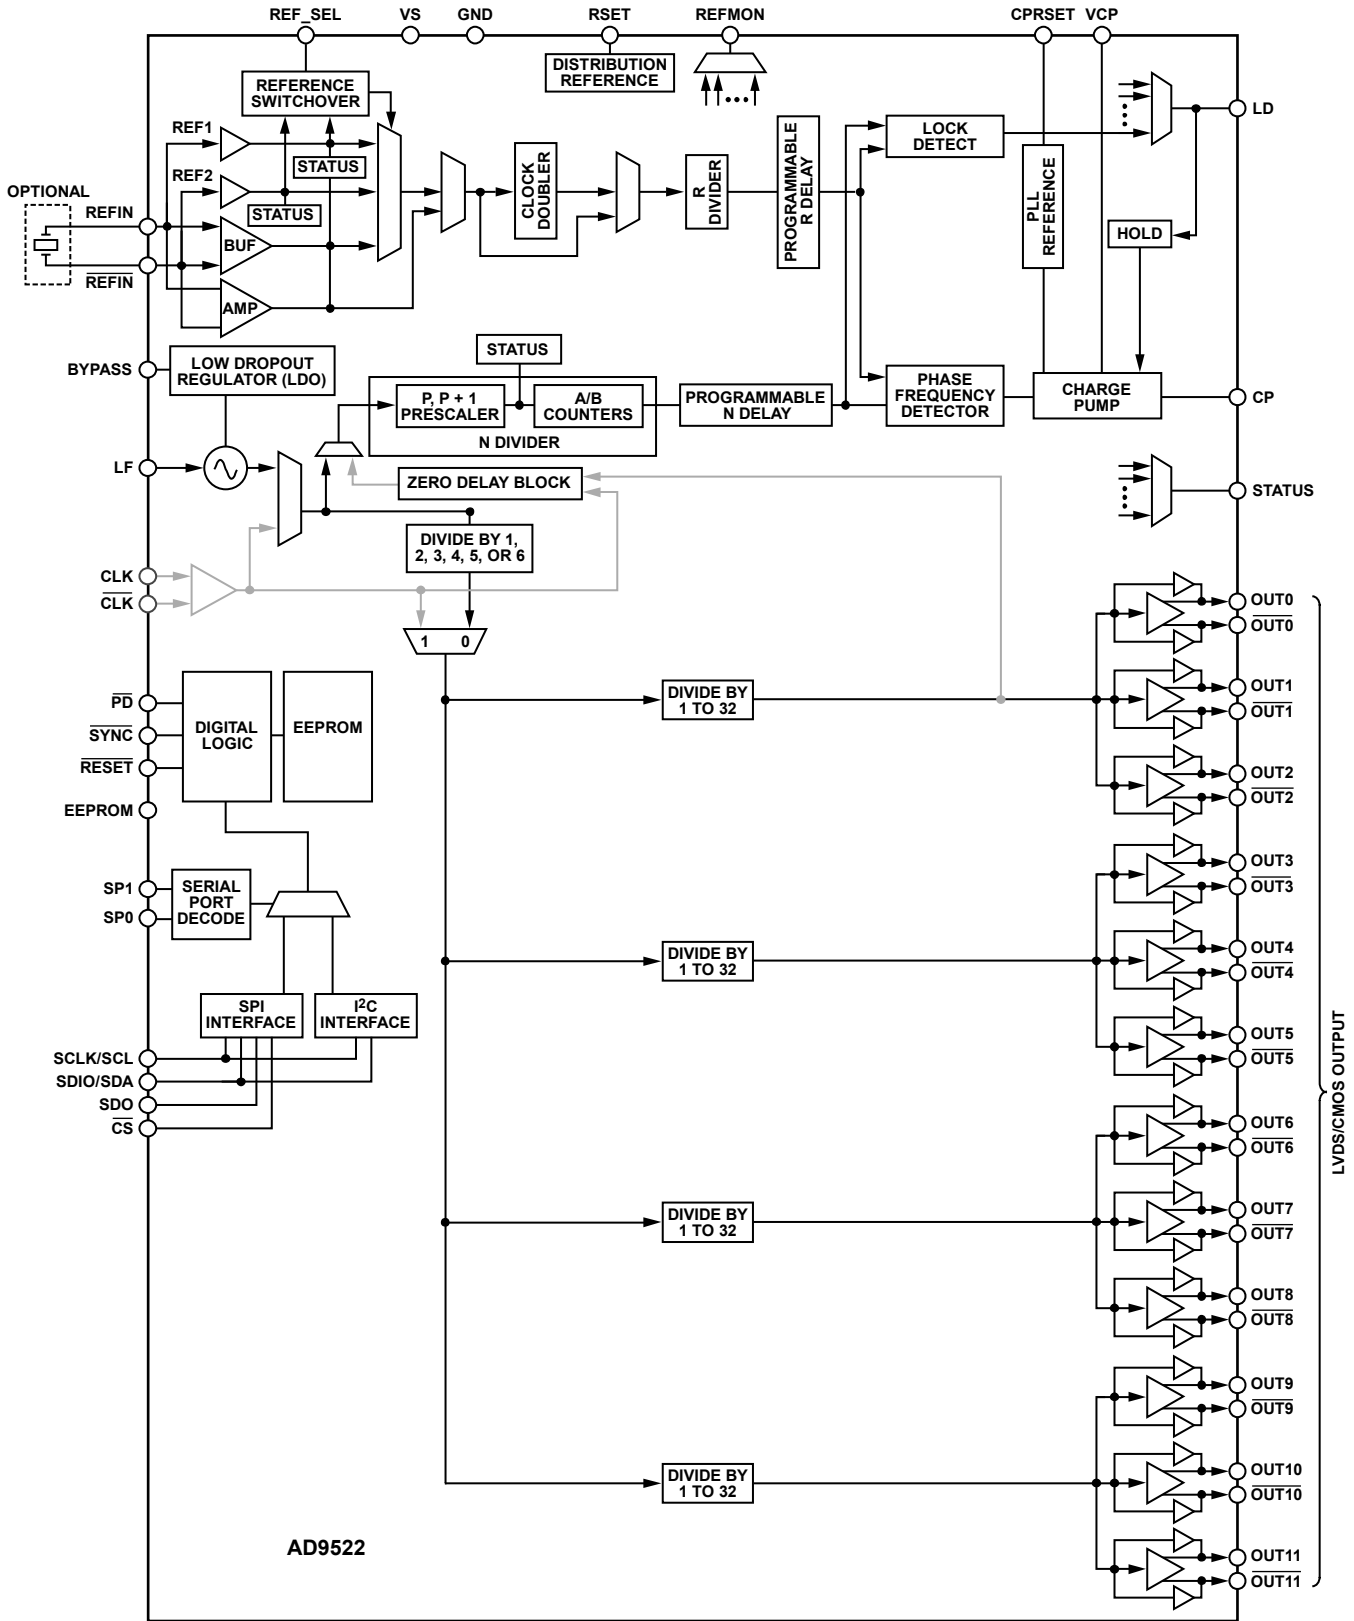 REF_SEL
VS
GND
RSET
REFMON
CPRSET
VCP
DISTRIBUTION
REFERENCE
REFERENCE
SWITCHOVER
LD
REF1
LOCK
DETECT
PROGRAMMABLE
R DELAY
STATUS
CLOCK
DOUBLER
REF2
R
DIVIDER
PLL
REFERENCE
OPTIONAL
REFIN
STATUS
HOLD
BUF
REFIN
AMP
STATUS
BYPASS
LOW DROPOUT
REGULATOR (LDO)
P, P + 1
PRESCALER
A/B
COUNTERS
PROGRAMMABLE
N DELAY
PHASE
FREQUENCY
DETECTOR
CHARGE
PUMP
CP
N DIVIDER
LF
ZERO DELAY BLOCK
STATUS
DIVIDE BY 1,
2, 3, 4, 5, OR 6
CLK
CLK
OUT0
OUT0
1
0
PD
SYNC
RESET
DIGITAL
LOGIC
EEPROM
DIVIDE BY
1 TO 32
OUT1
OUT1
OUT2
OUT2
EEPROM
SP1
SP0
SERIAL
PORT
DECODE
OUT3
OUT3
DIVIDE BY
1 TO 32
OUT4
OUT4
SPI
INTERFACE
I2C
INTERFACE
OUT5
OUT5
SCLK/SCL
SDIO/SDA
SDO
CS
LVDS/CMOS OUTPUT
OUT6
OUT6
DIVIDE BY
1 TO 32
OUT7
OUT7
OUT8
OUT8
OUT9
OUT9
DIVIDE BY
1 TO 32
OUT10
OUT10
AD9522
OUT11
OUT11